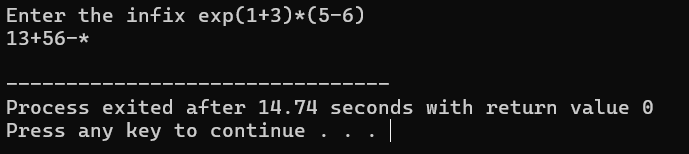 Enter the infix exp(1+3)*(5-6)
13+56-*

--------------------------------
Process exited after 14.74 seconds with return value 0
Press any key to continue . . .